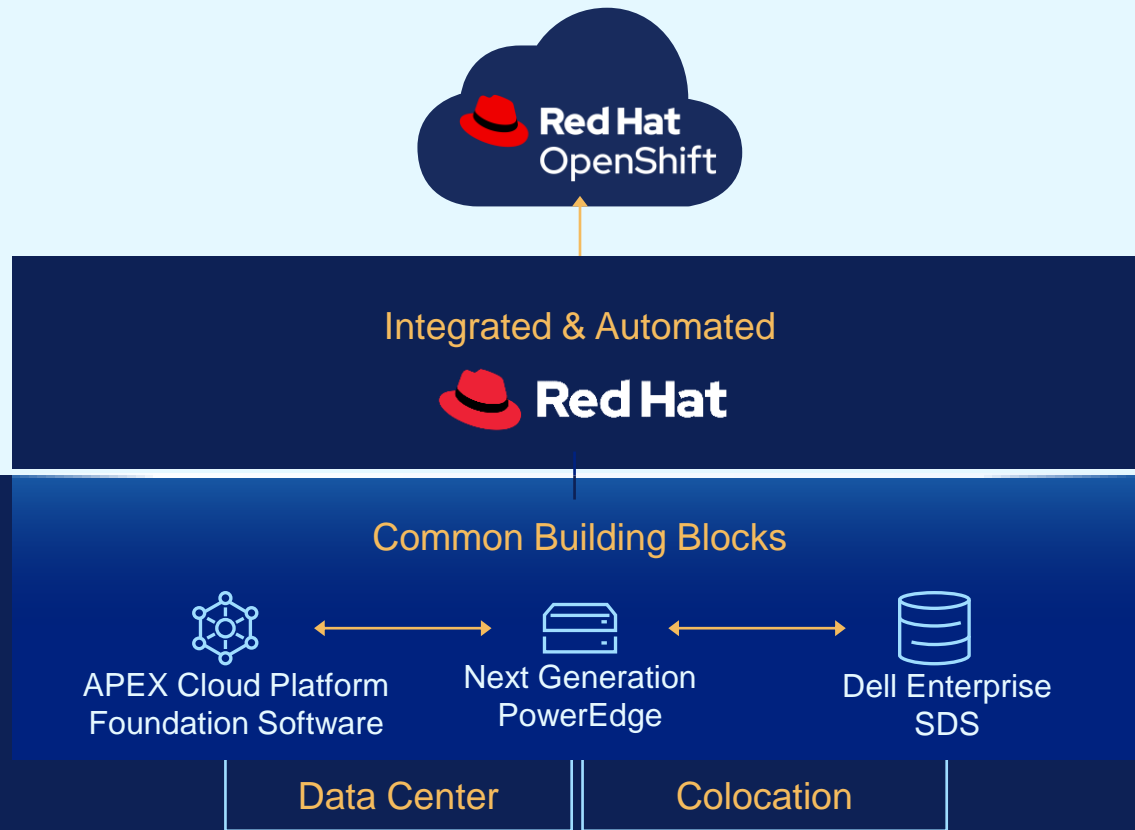 Red Hat
OpenShift
Integrated & Automated
Red Hat
Common Building Blocks
APEX Cloud Platform
Foundation Software
Next Generation
PowerEdge
Dell Enterprise
SDS
Data Center
Colocation